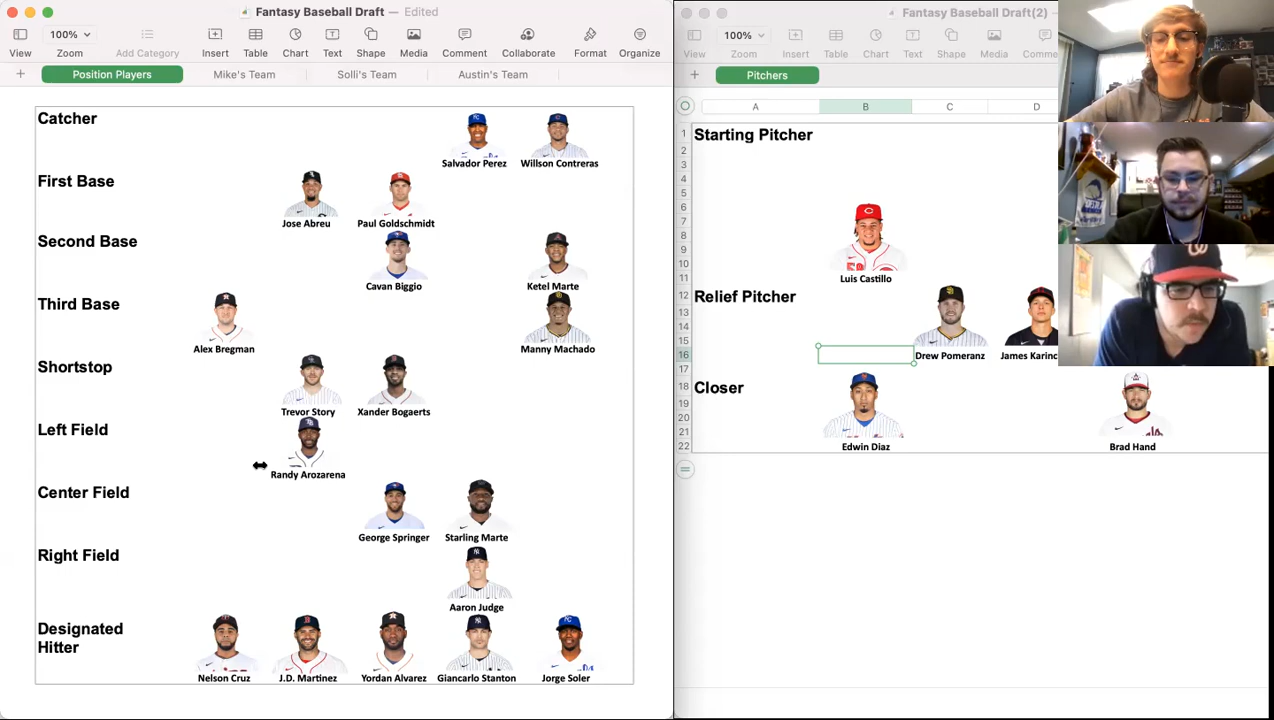 Fantasy Baseball Draft — Edited
View
100%
Zoom
Add Category
Insert
Table
Chart
Text
Shape
Media
Comment
Collaborate
Format
Organize
Position Players
Mike's Team
Solli's Team
Austin's Team
Catcher
Salvador Perez
Willson Contreras
First Base
Jose Abreu
Paul Goldschmidt
Second Base
Cavan Biggio
Ketel Marte
Third Base
Alex Bregman
Manny Machado
Shortstop
Trevor Story
Xander Bogaerts
Left Field
Randy Arozarena
Center Field
George Springer
Starling Marte
Right Field
Aaron Judge
Designated
Hitter
Nelson Cruz
J.D. Martinez
Yordan Alvarez
Giancarlo Stanton
Jorge Soler
Fantasy Baseball Draft(2) —
View
100%
Zoom
Insert
Table
Chart
Text
Shape
Media
Comme
Pitchers
A
B
C
D
1
2
3
4
5
6
7
8
9
10
11
12
13
14
15
16
17
18
19
20
21
22
Starting Pitcher
Luis Castillo
Relief Pitcher
Drew Pomeranz
James Karinc
Closer
Edwin Diaz
Brad Hand